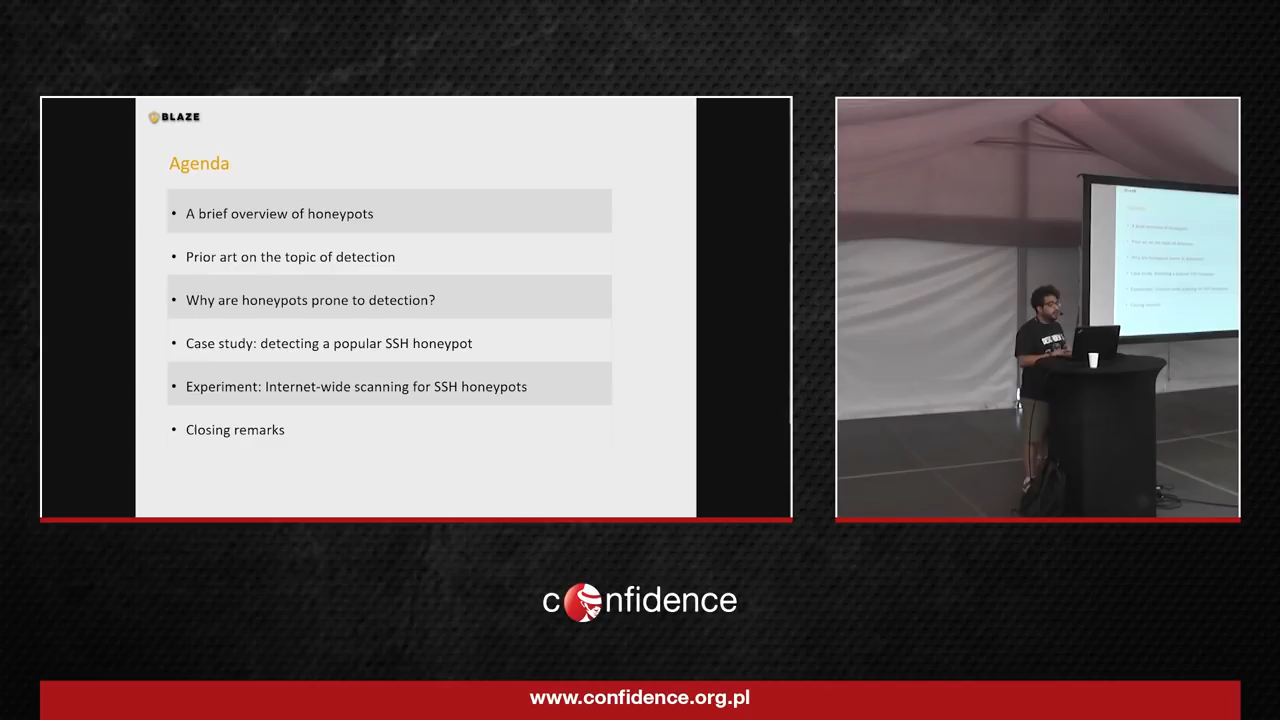 BLAZE
Agenda
• A brief overview of honeypots
• Prior art on the topic of detection
• Why are honeypots prone to detection?
• Case study: detecting a popular SSH honeypot
• Experiment: Internet-wide scanning for SSH honeypots
• Closing remarks
confidence
www.confidence.org.pl